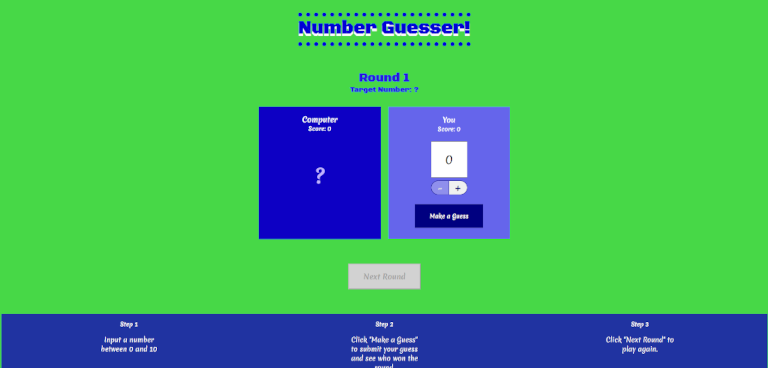 Number Guesser!
Round 1
Target Number: ?
Computer
Score: 0
?
You
Score: 0
0
- +
Make a Guess
Next Round
Step 1
Input a number
between 0 and 10
Step 2
Click "Make a Guess"
to submit your guess
and see who won the
round.
Step 3
Click "Next Round" to
play again.